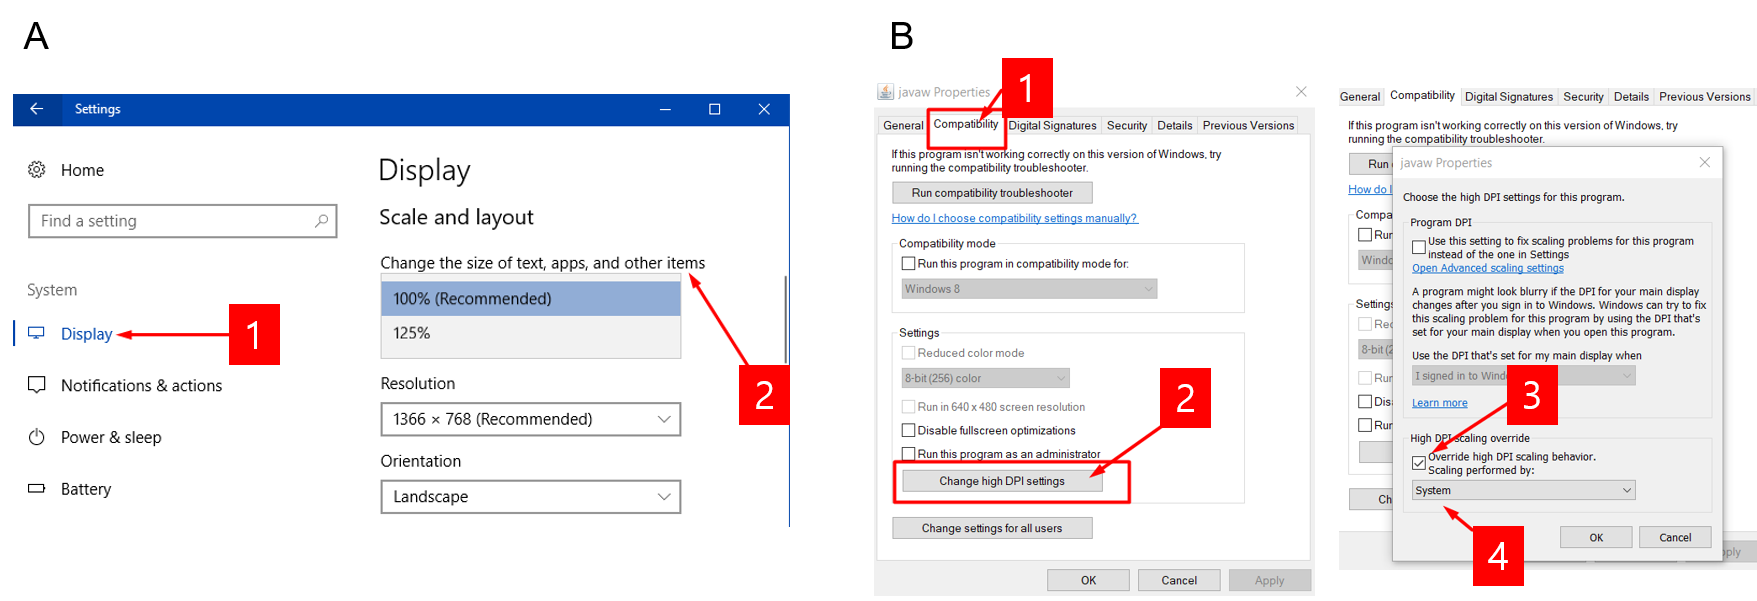 A
Settings
Home
Find a setting
System
Display
1
Notifications & actions
Power & sleep
Battery
Display
Scale and layout
Change the size of text, apps, and other items
100% (Recommended)
125%
2
Resolution
1366 × 768 (Recommended)
Orientation
Landscape
B
javaw Properties
1
General Compatibility Digital Signatures Security Details Previous Versions
If this program isn't working correctly on this version of Windows, try
running the compatibility troubleshooter.
Run compatibility troubleshooter
How do I choose compatibility settings manually?
Compatibility mode
Run this program in compatibility mode for:
Windows 8
Settings
Reduced color mode
8-bit (256) color
Run in 640 x 480 screen resolution
2
Disable fullscreen optimizations
Run this program as an administrator
Change high DPI settings
Change settings for all users
OK Cancel Apply
General Compatibility Digital Signatures Security Details Previous Versions
If this program isn't working correctly on this version of Windows, try
running the compatibility troubleshooter.
Run
How do I
Compa
Run
Windo
Settings
Rec
8-bit (2
Run
Disa
Run
Ch
pply
javaw Properties
Choose the high DPI settings for this program.
Program DPI
Use this setting to fix scaling problems for this program
instead of the one in Settings
Open Advanced scaling settings
A program might look blurry if the DPI for your main display
changes after you sign in to Windows. Windows can try to fix
this scaling problem for this program by using the DPI that's
set for your main display when you open this program.
Use the DPI that's set for my main display when
I signed in to Windo
3
Learn more
High DPI scaling override
Override high DPI scaling behavior.
Scaling performed by:
System
4
OK Cancel